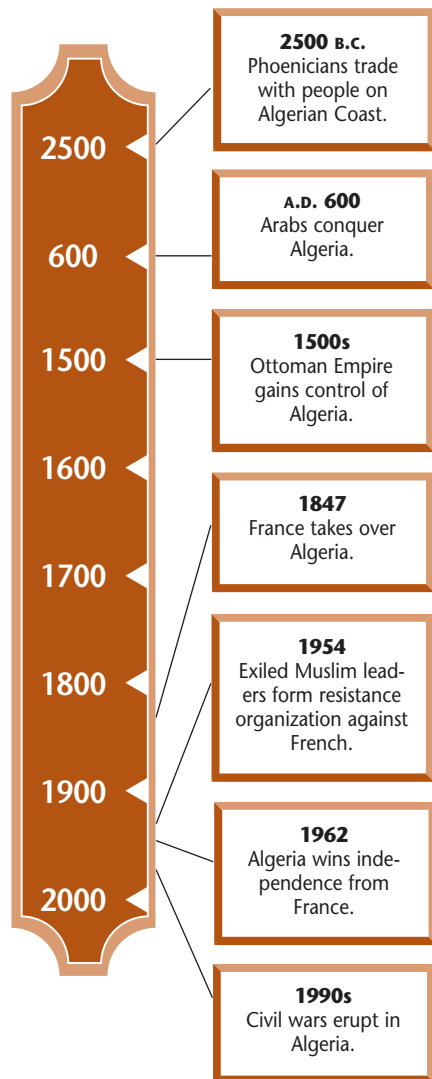 2500 B.C.
Phoenicians trade
with people on
Algerian Coast.
2500
A.D. 600
Arabs conquer
Algeria.
600
1500s
Ottoman Empire
gains control of
Algeria.
1500
1600
1847
France takes over
Algeria.
1700
1954
Exiled Muslim lead-
ers form resistance
organization against
French.
1800
1900
1962
Algeria wins inde-
pendence from
France.
2000
1990s
Civil wars erupt in
Algeria.